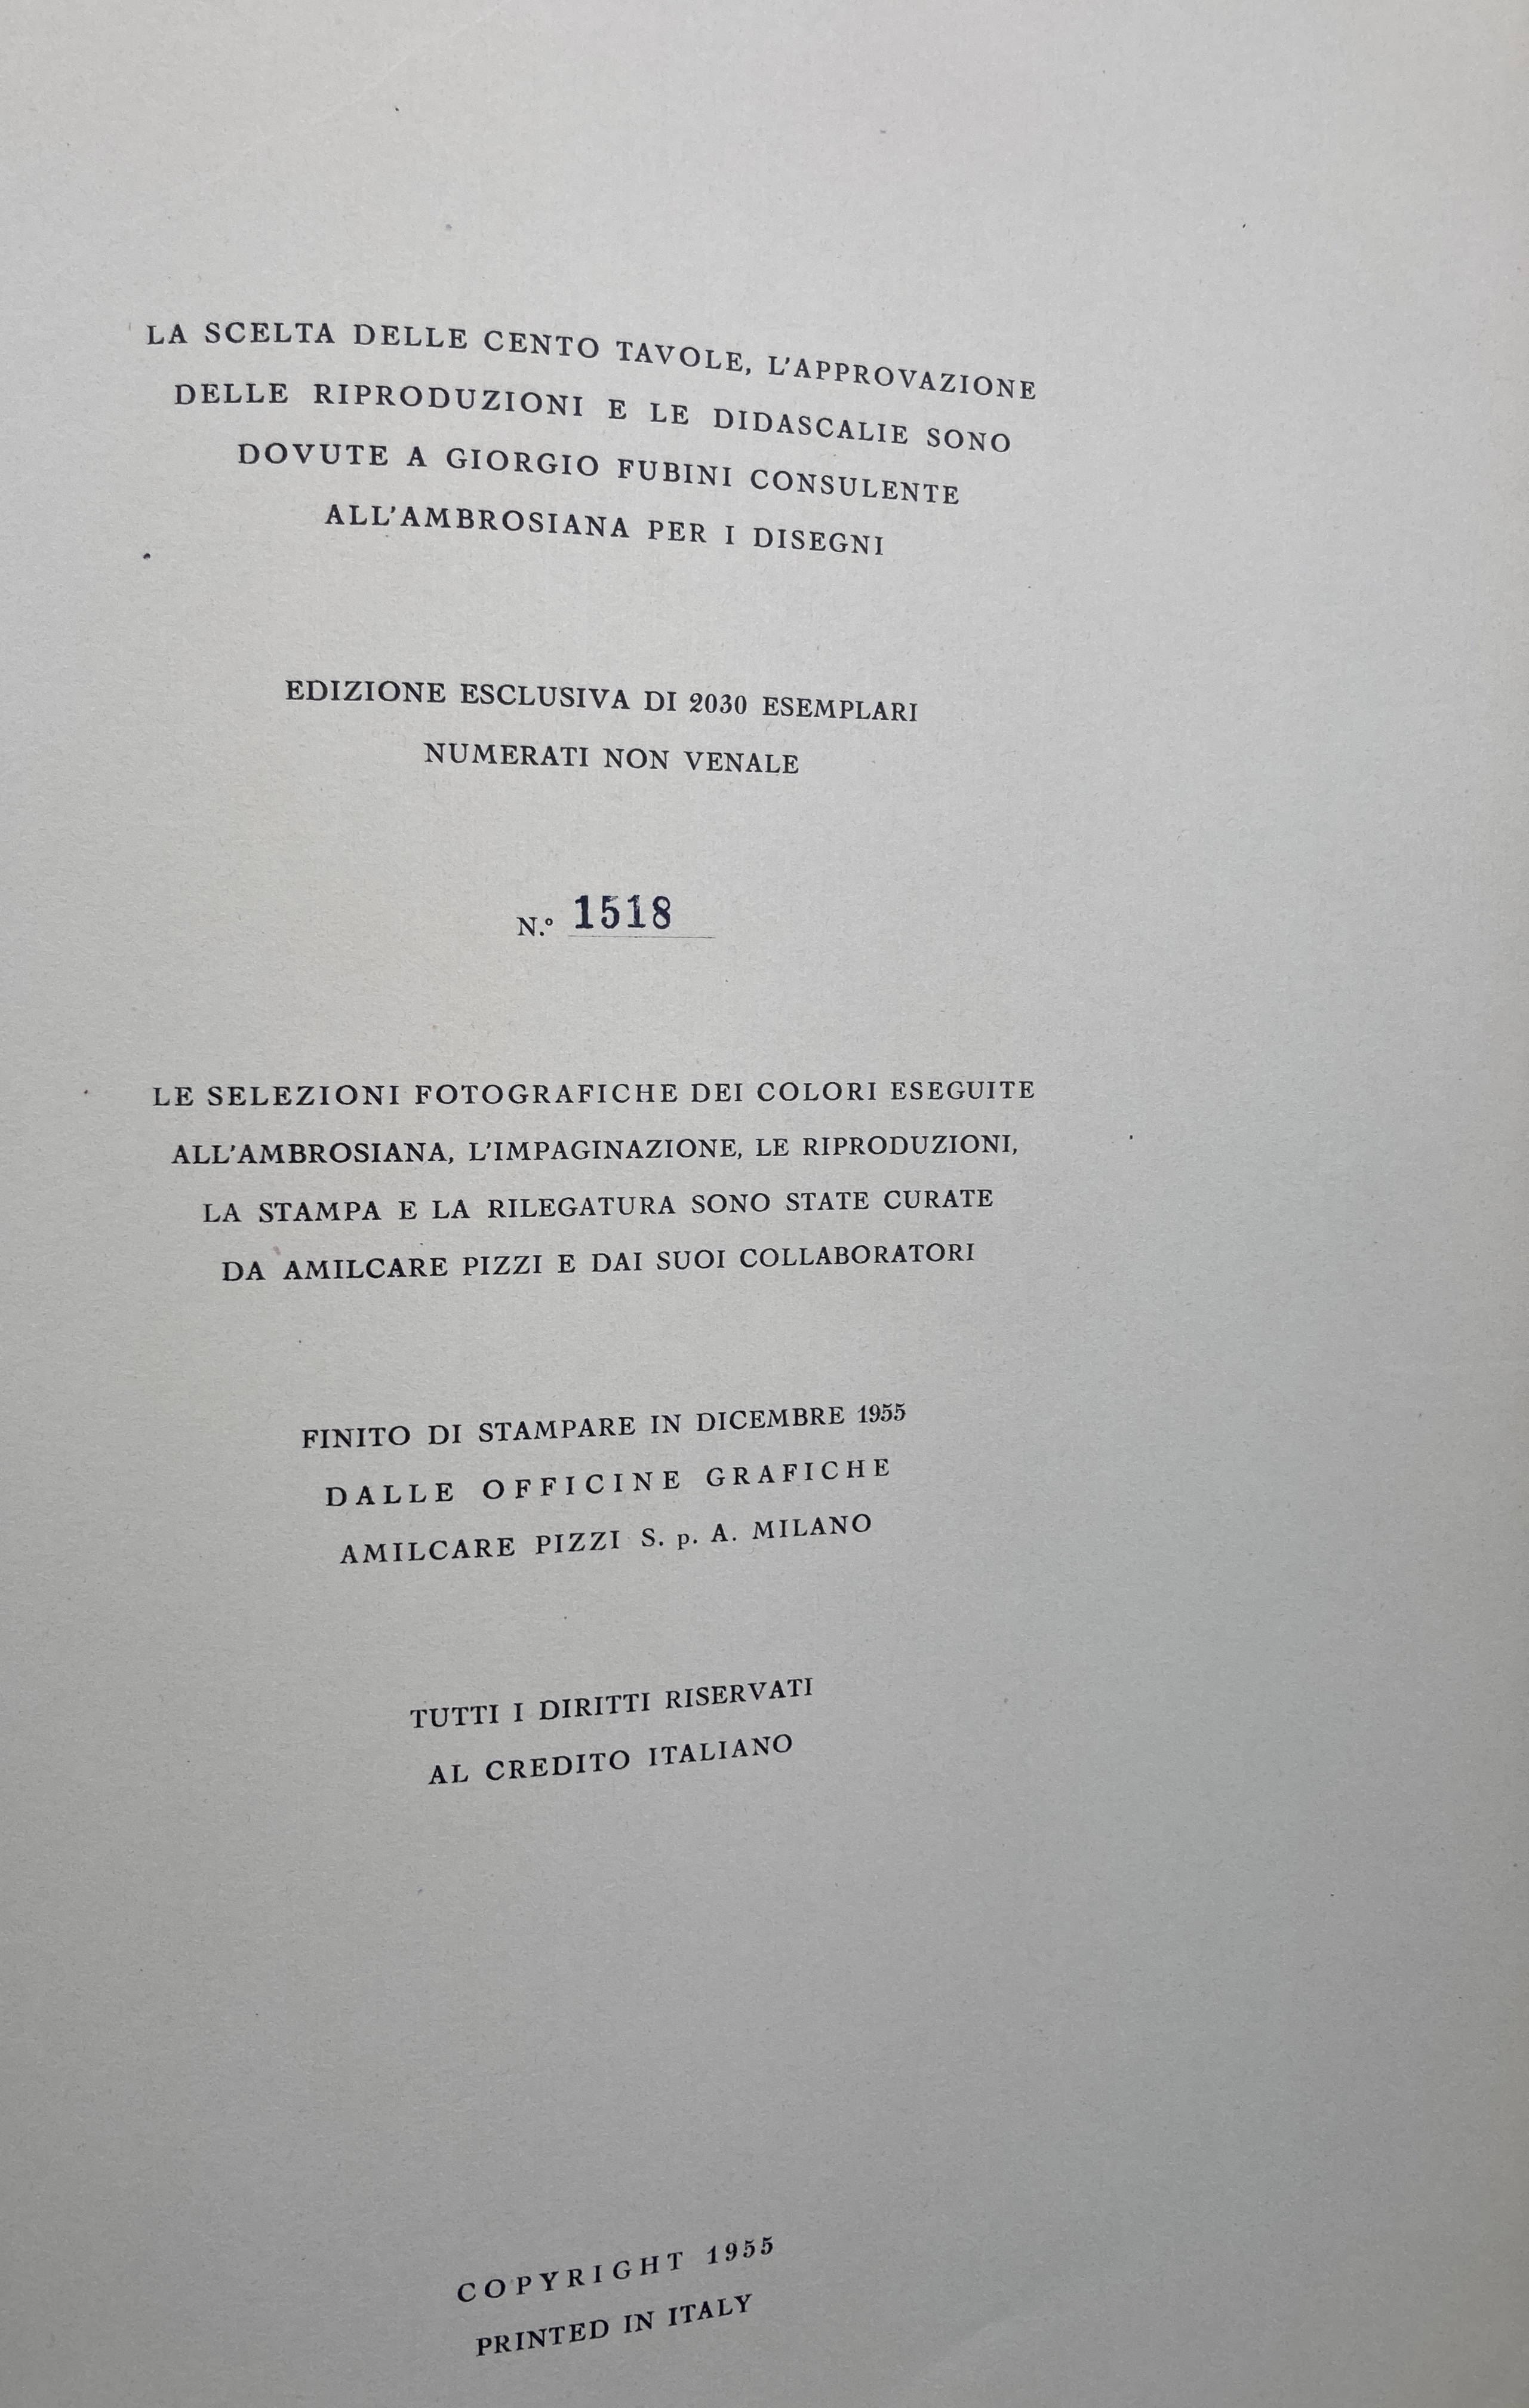 LA SCELTA DELLE CENTO TAVOLE, L'APPROVAZIONE
DELLE RIPRODUZIONI E LE DIDASCALIE SONO
DOVUTE A GIORGIO FUBINI CONSULENTE
ALL'AMBROSIANA PER I DISEGNI
EDIZIONE ESCLUSIVA DI 2030 ESEMPLARI
NUMERATI NON VENALE
N.° 1518
LE SELEZIONI FOTOGRAFICHE DEI COLORI ESEGUITE
ALL'AMBROSIANA, L'IMPAGINAZIONE, LE RIPRODUZIONI,
LA STAMPA E LA RILEGATURA SONO STATE CURATE
DA AMILCARE PIZZI E DAI SUOI COLLABORATORI
FINITO DI STAMPARE IN DICEMBRE 1955
DALLE OFFICINE GRAFICHE
AMILCARE PIZZI S. p. A. MILANO
TUTTI I DIRITTI RISERVATI
AL CREDITO ITALIANO
COPYRIGHT 1955
PRINTED IN ITALY